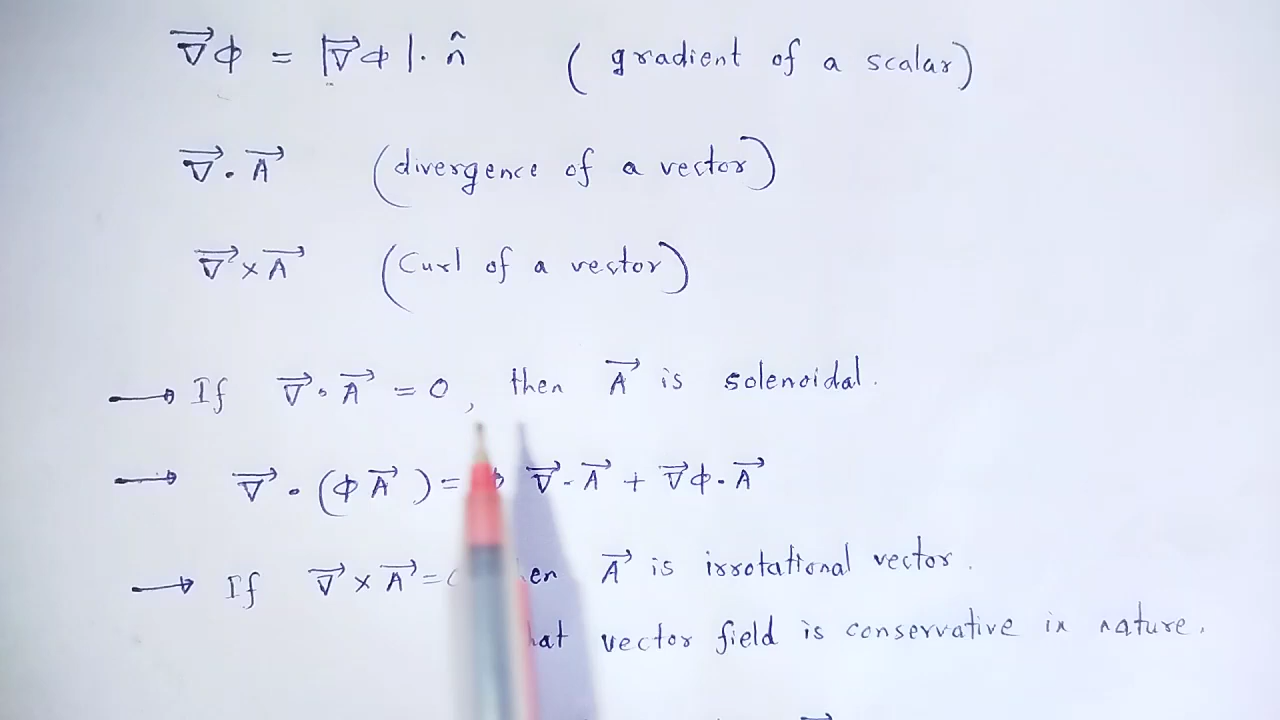 ∇⃗ϕ = |∇⃗ϕ|· n̂ (gradient of a scalar)
∇⃗ · A⃗ (divergence of a vector)
∇⃗ × A⃗ (Curl of a vector)
→ If ∇⃗ · A⃗ = 0, then A⃗ is solenoidal.
→ ∇⃗ · (ϕ A⃗) = ∇⃗ · A⃗ + ∇⃗ϕ · A⃗
→ If ∇⃗ × A⃗ = A⃗ is irrotational vector.
vector field is conservative in nature.